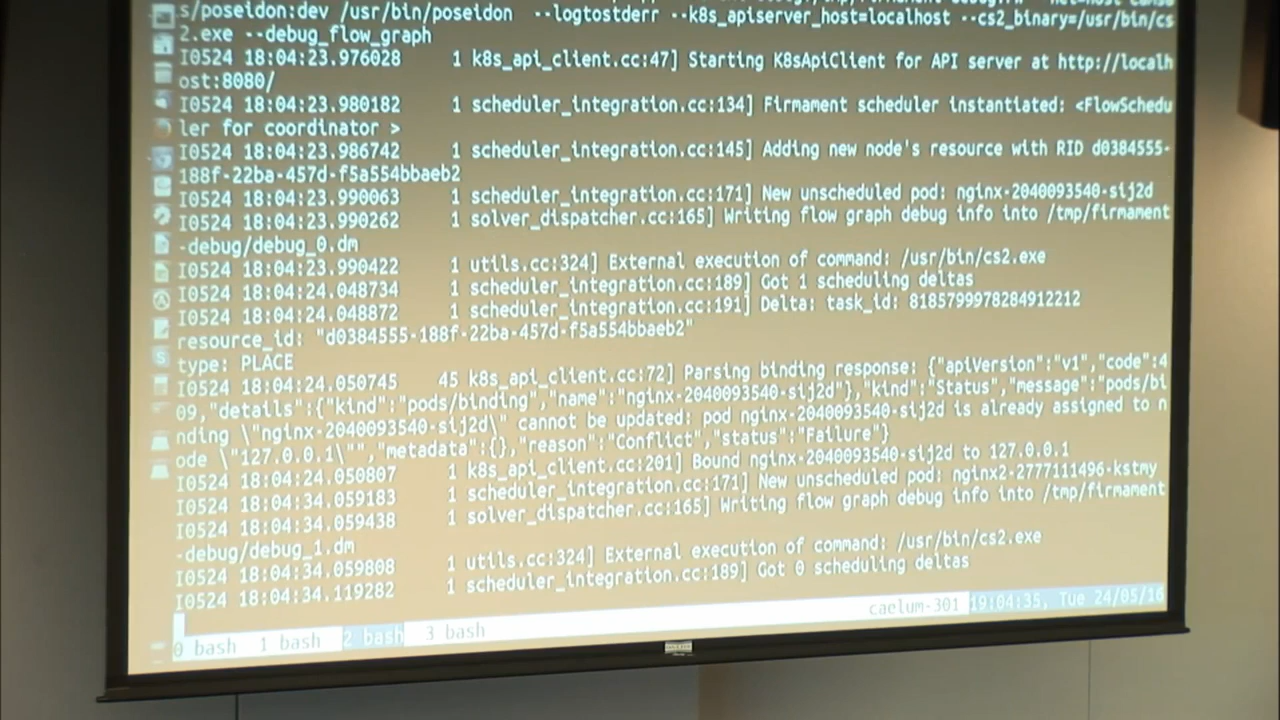 s/poseidon:dev /usr/bin/poseidon --logtostderr --k8s_apiserver_host=localhost --cs2_binary=/usr/bin/cs
2.exe --debug_flow_graph
I0524 18:04:23.976028 1 k8s_api_client.cc:47] Starting K8sApiClient for API server at http://localh
ost:8080/
I0524 18:04:23.980182 1 scheduler_integration.cc:134] Firmament scheduler instantiated: <FlowSchedu
ler for coordinator >
I0524 18:04:23.986742 1 scheduler_integration.cc:145] Adding new node's resource with RID d0384555-
188f-22ba-457d-f5a554bbaeb2
I0524 18:04:23.990063 1 scheduler_integration.cc:171] New unscheduled pod: nginx-2040093540-sij2d
I0524 18:04:23.990262 1 solver_dispatcher.cc:165] Writing flow graph debug info into /tmp/firmament
-debug/debug_0.dm
I0524 18:04:23.990422 1 utils.cc:324] External execution of command: /usr/bin/cs2.exe
I0524 18:04:24.048734 1 scheduler_integration.cc:189] Got 1 scheduling deltas
I0524 18:04:24.048872 1 scheduler_integration.cc:191] Delta: task_id: 8185799978284912212
resource_id: "d0384555-188f-22ba-457d-f5a554bbaeb2"
type: PLACE
I0524 18:04:24.050745 45 k8s_api_client.cc:72] Parsing binding response: {"apiVersion":"v1","code":4
09,"details":{"kind":"pods/binding","name":"nginx-2040093540-sij2d"},"kind":"Status","message":"pods/bi
nding \"nginx-2040093540-sij2d\" cannot be updated: pod nginx-2040093540-sij2d is already assigned to n
ode \"127.0.0.1\"","metadata":{},"reason":"Conflict","status":"Failure"}
I0524 18:04:24.050807 1 k8s_api_client.cc:201] Bound nginx-2040093540-sij2d to 127.0.0.1
I0524 18:04:34.059183 1 scheduler_integration.cc:171] New unscheduled pod: nginx2-2777111496-kstmy
I0524 18:04:34.059438 1 solver_dispatcher.cc:165] Writing flow graph debug info into /tmp/firmament
-debug/debug_1.dm
I0524 18:04:34.059808 1 utils.cc:324] External execution of command: /usr/bin/cs2.exe
I0524 18:04:34.119282 1 scheduler_integration.cc:189] Got 0 scheduling deltas
0 bash 1 bash 2 bash 3 bash caelum-301 19:04:35, Tue 24/05/16